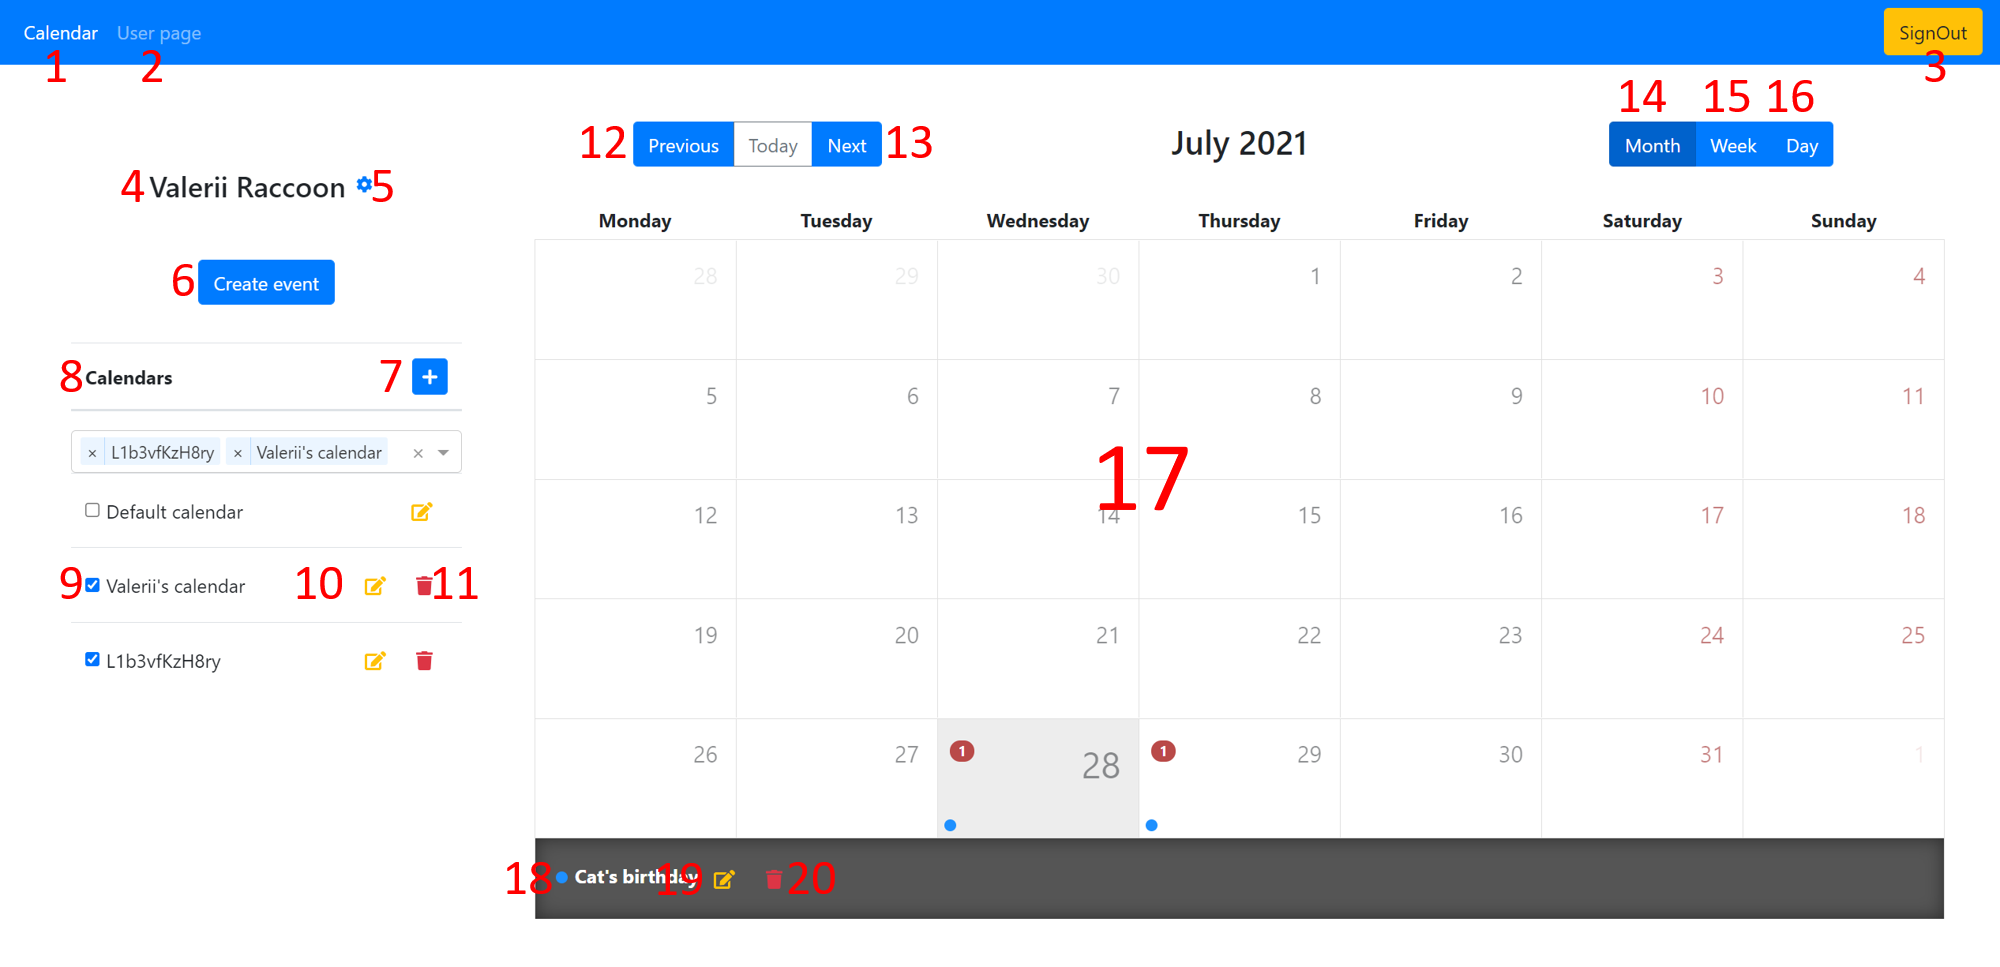 Calendar User page SignOut
1 2 3
14 15 16
12 Previous Today Next 13 July 2021 Month Week Day
4 Valerii Raccoon 5
Monday Tuesday Wednesday Thursday Friday Saturday Sunday
6 Create event
28 29 30 1 2 3 4
8 Calendars 7 +
5 6 7 8 9 10 11
× L1b3vfKzH8ry × Valerii's calendar ×
17
Default calendar
12 13 14 15 16 17 18
9 Valerii's calendar 10 11
19 20 21 22 23 24 25
L1b3vfKzH8ry
1 1
26 27 28 29 30 31 1
18 Cat's birthday 19 20